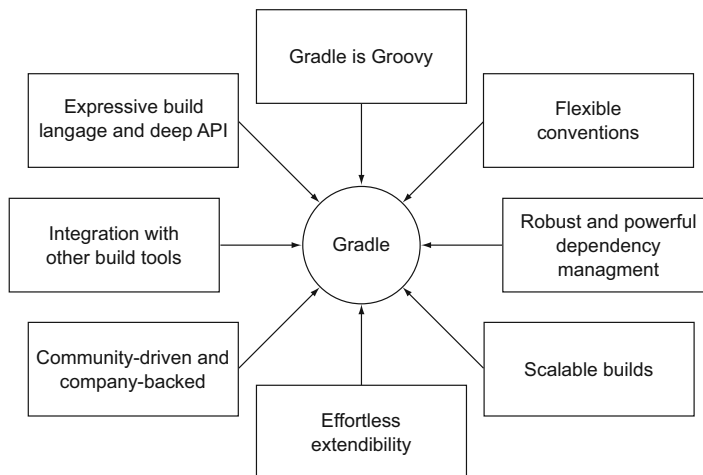 Gradle is Groovy
Expressive build
langage and deep API
Flexible
conventions
Integration with
other build tools
Gradle
Robust and powerful
dependency
managment
Community-driven and
company-backed
Scalable builds
Effortless
extendibility